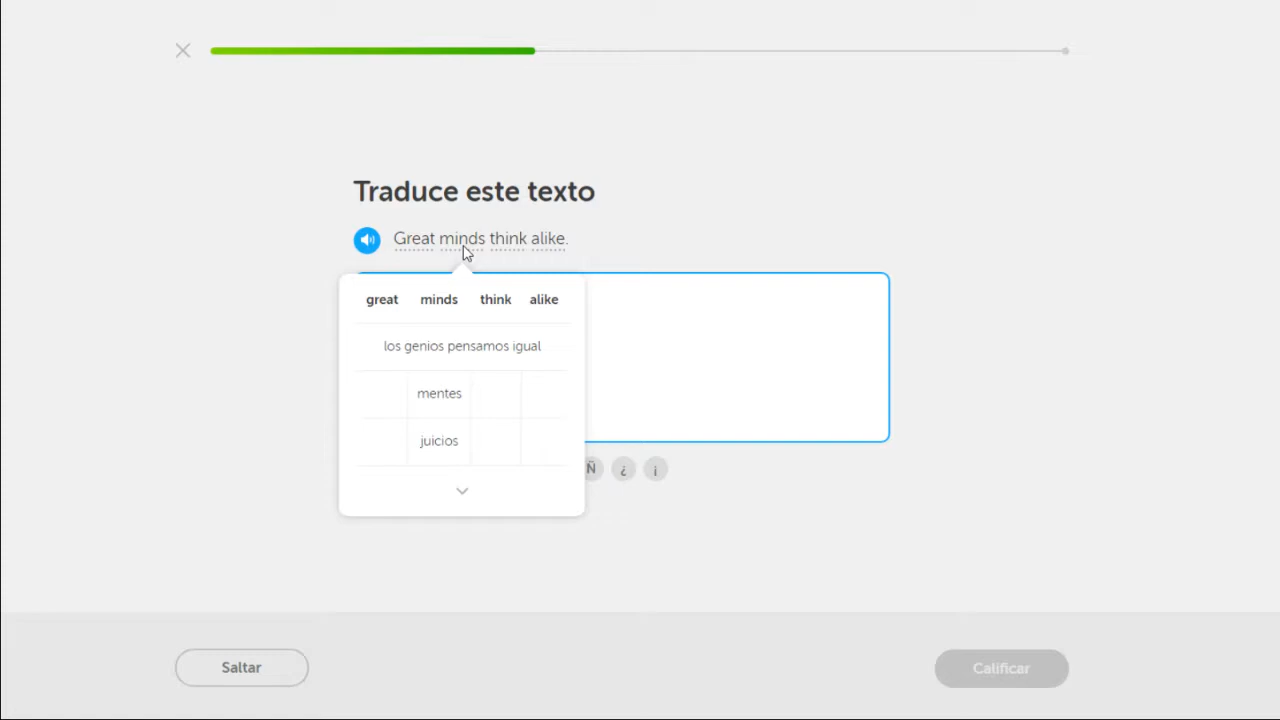 Traduce este texto
Great minds think alike.
great minds think alike
los genios pensamos igual
mentes
juicios
Ñ ¿ ¡
Saltar
Calificar